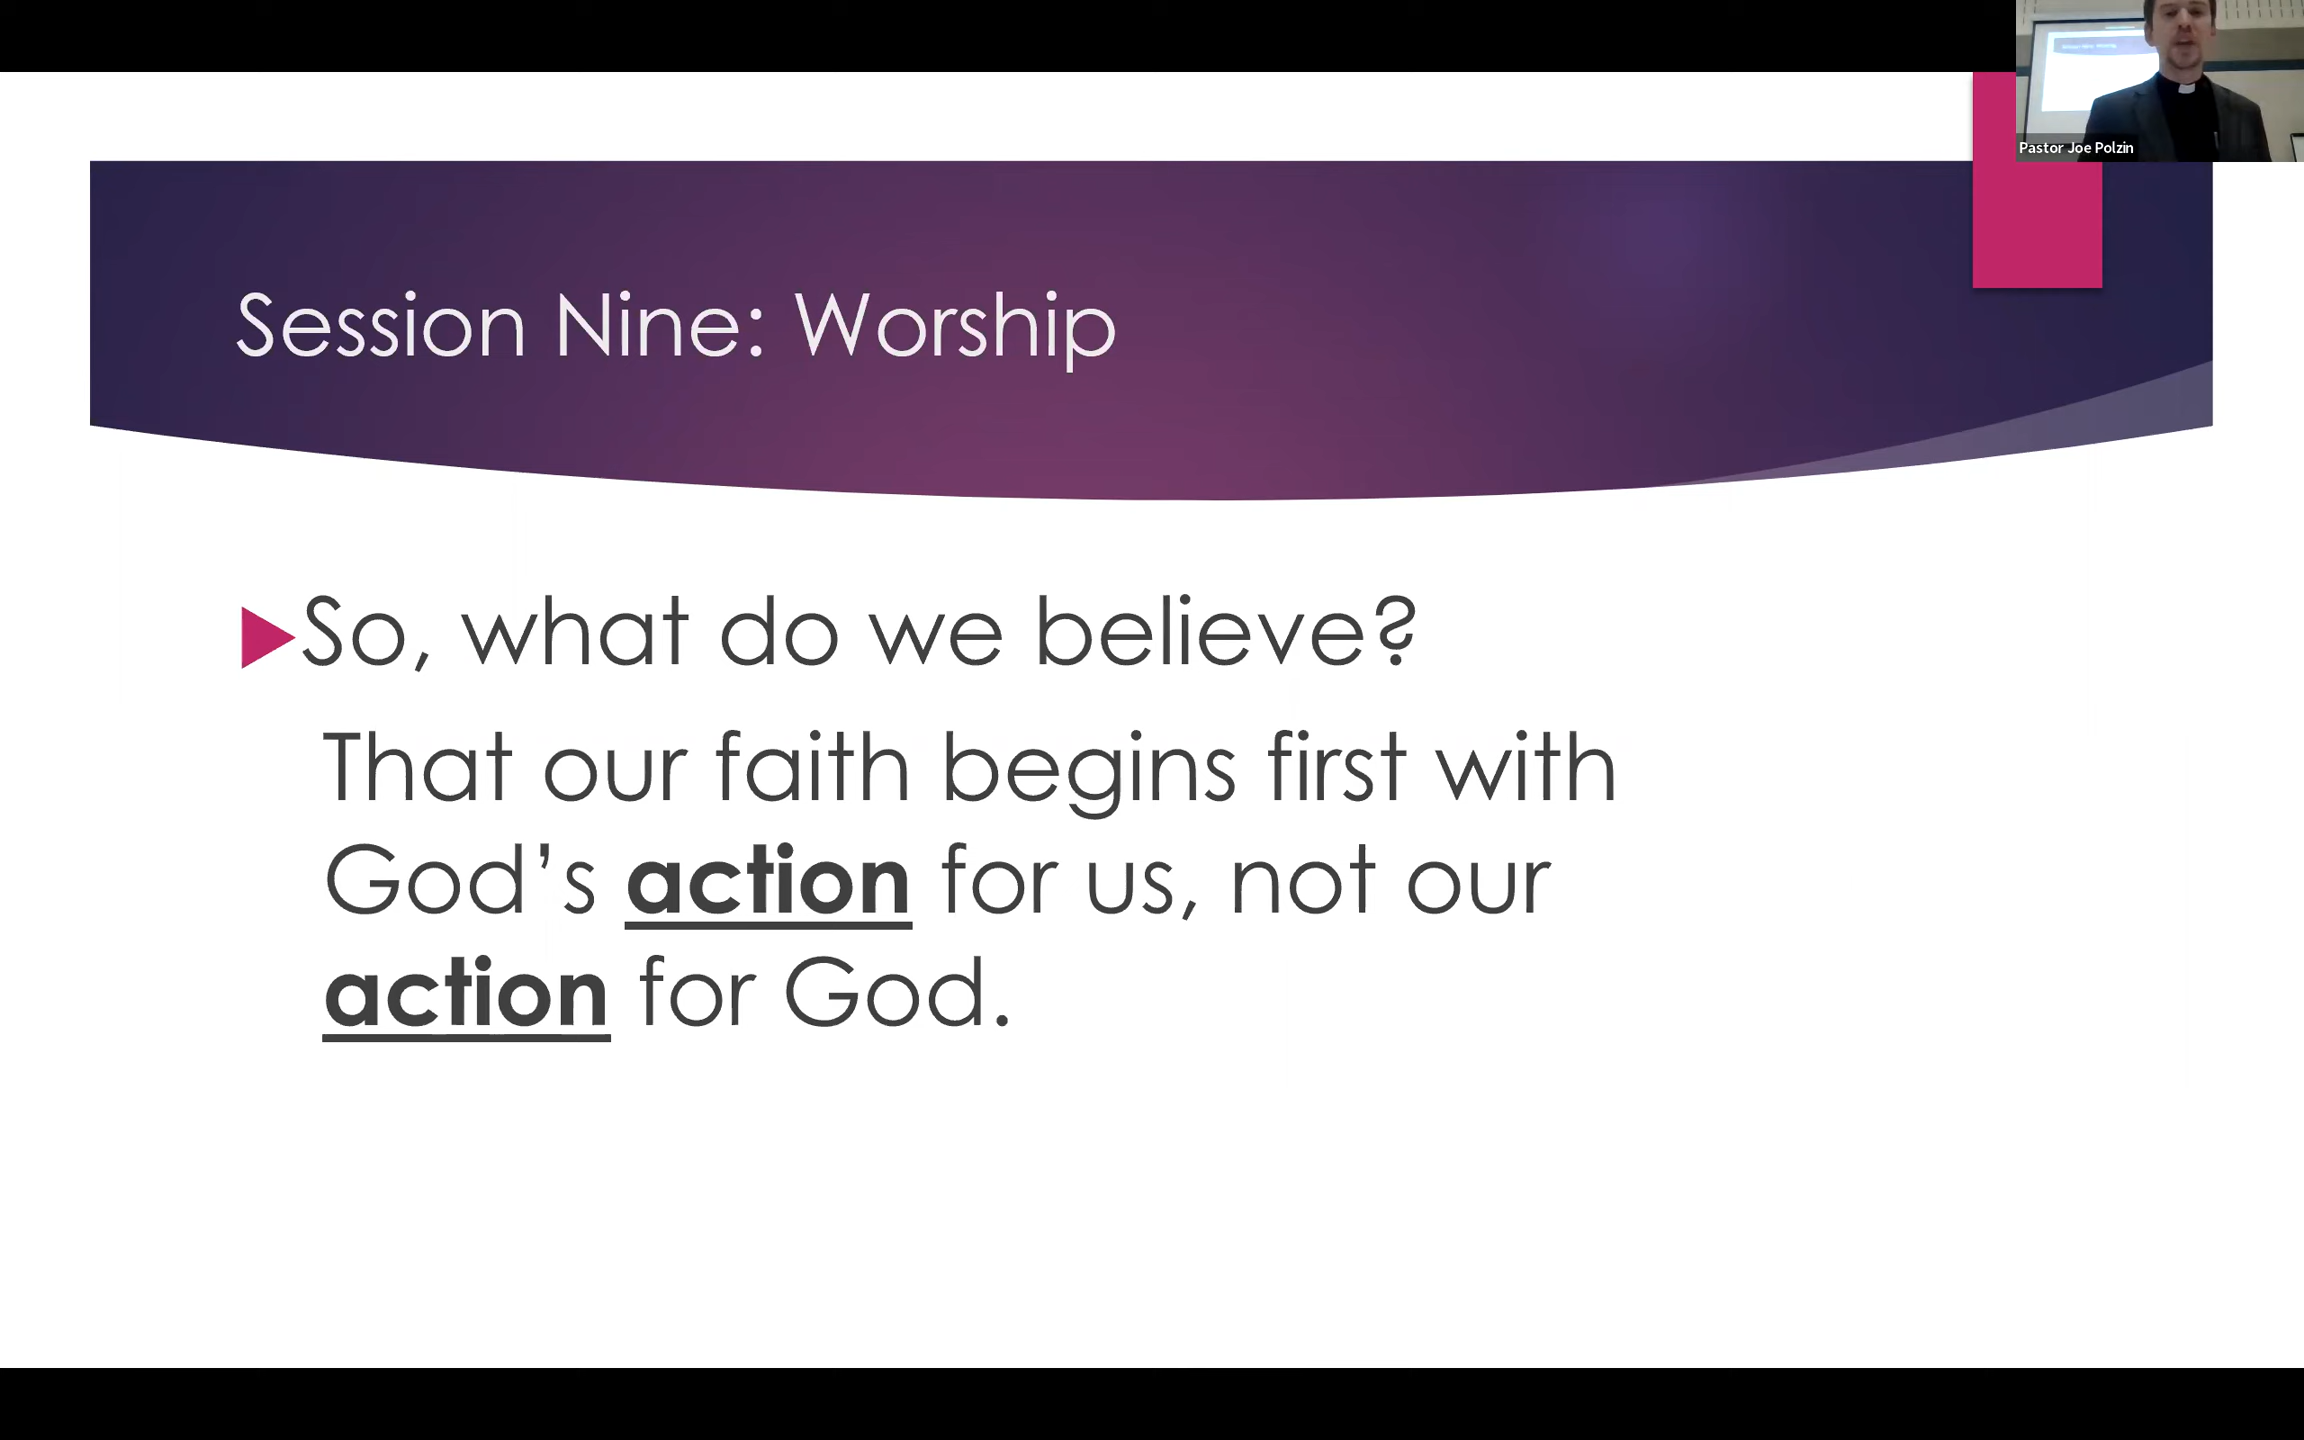 Pastor Joe Polzin
Session Nine: Worship
So, what do we believe?
That our faith begins first with
God’s action for us, not our
action for God.